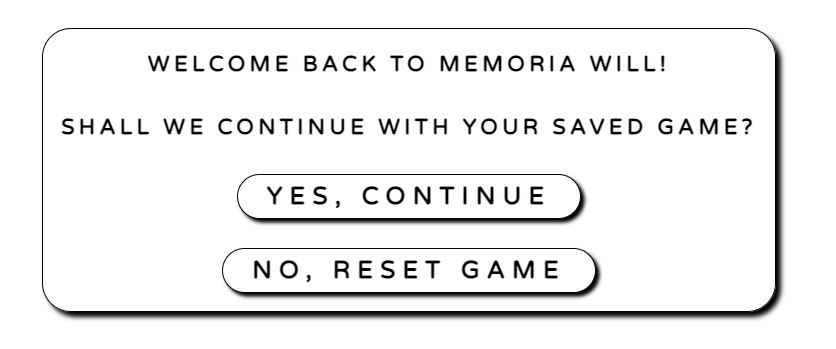 WELCOME BACK TO MEMORIA WILL!
SHALL WE CONTINUE WITH YOUR SAVED GAME?
YES, CONTINUE
NO, RESET GAME